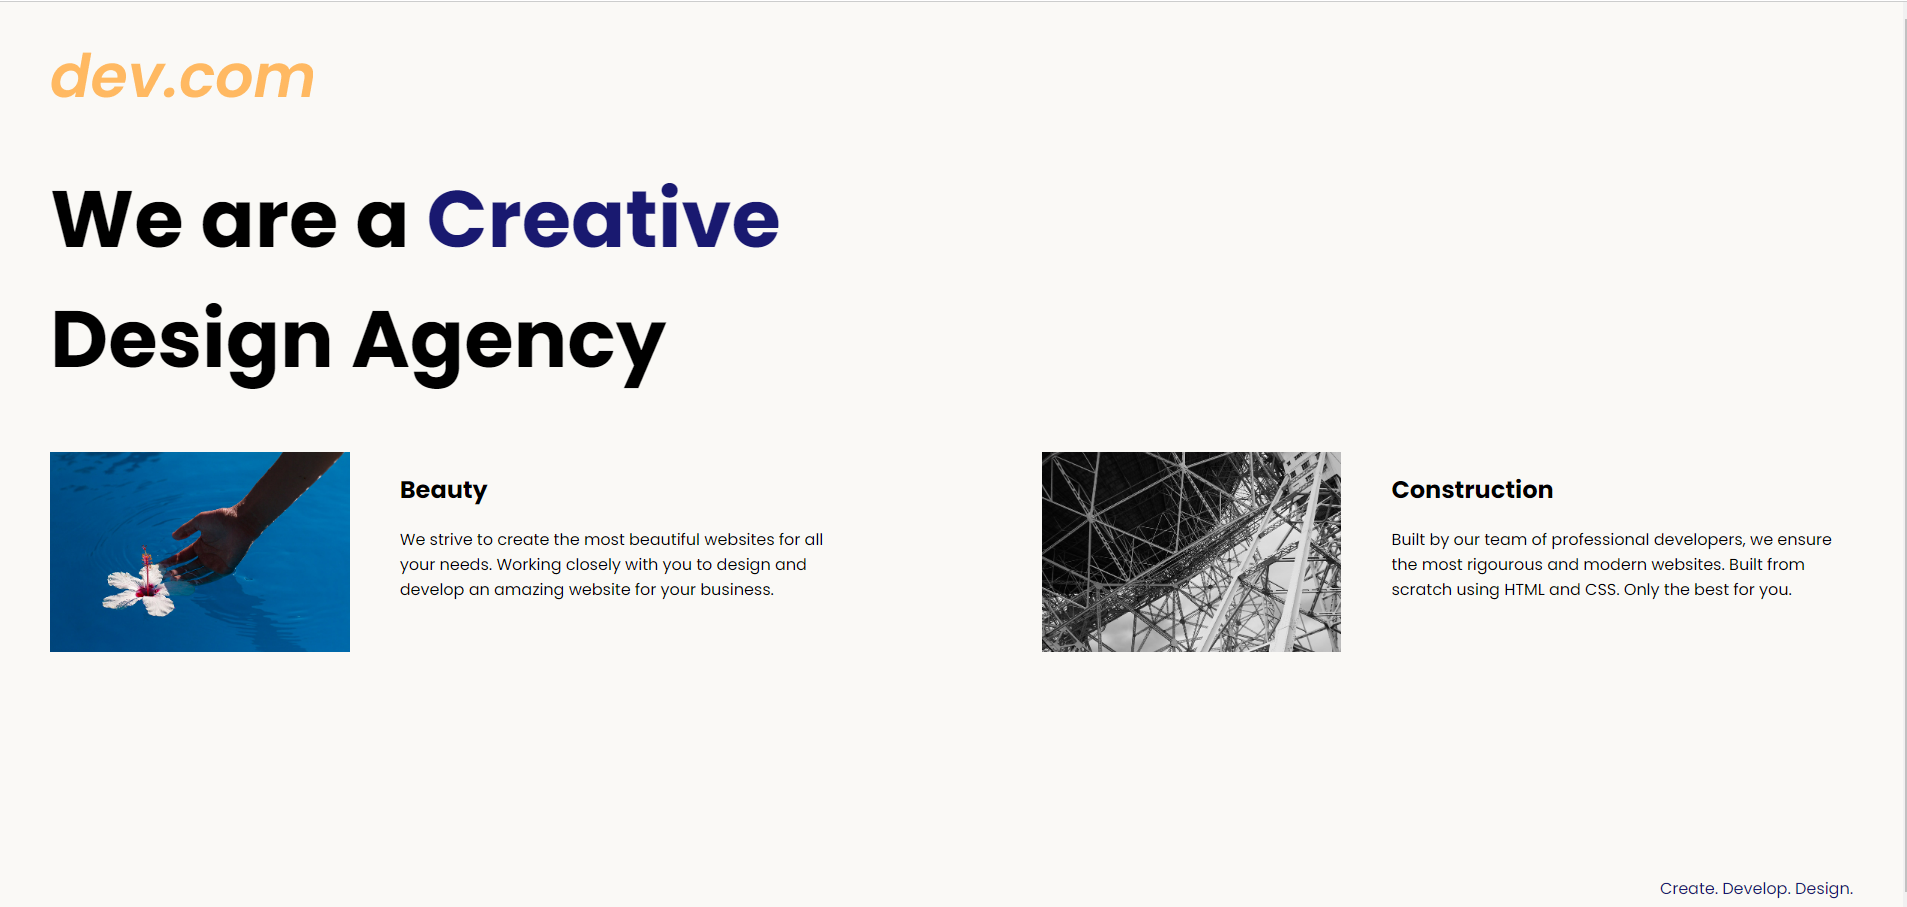 dev.com
We are a Creative
Design Agency
Beauty
We strive to create the most beautiful websites for all
your needs. Working closely with you to design and
develop an amazing website for your business.
Construction
Built by our team of professional developers, we ensure
the most rigourous and modern websites. Built from
scratch using HTML and CSS. Only the best for you.
Create. Develop. Design.